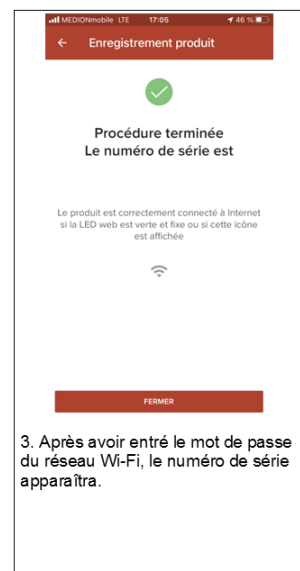 MEDIONmobile LTE 17:05 46 %
← Enregistrement produit
Procédure terminée
Le numéro de série est
Le produit est correctement connecté à Internet
si la LED web est verte et fixe ou si cette icône
est affichée
FERMER
3. Après avoir entré le mot de passe
du réseau Wi-Fi, le numéro de série
apparaîtra.